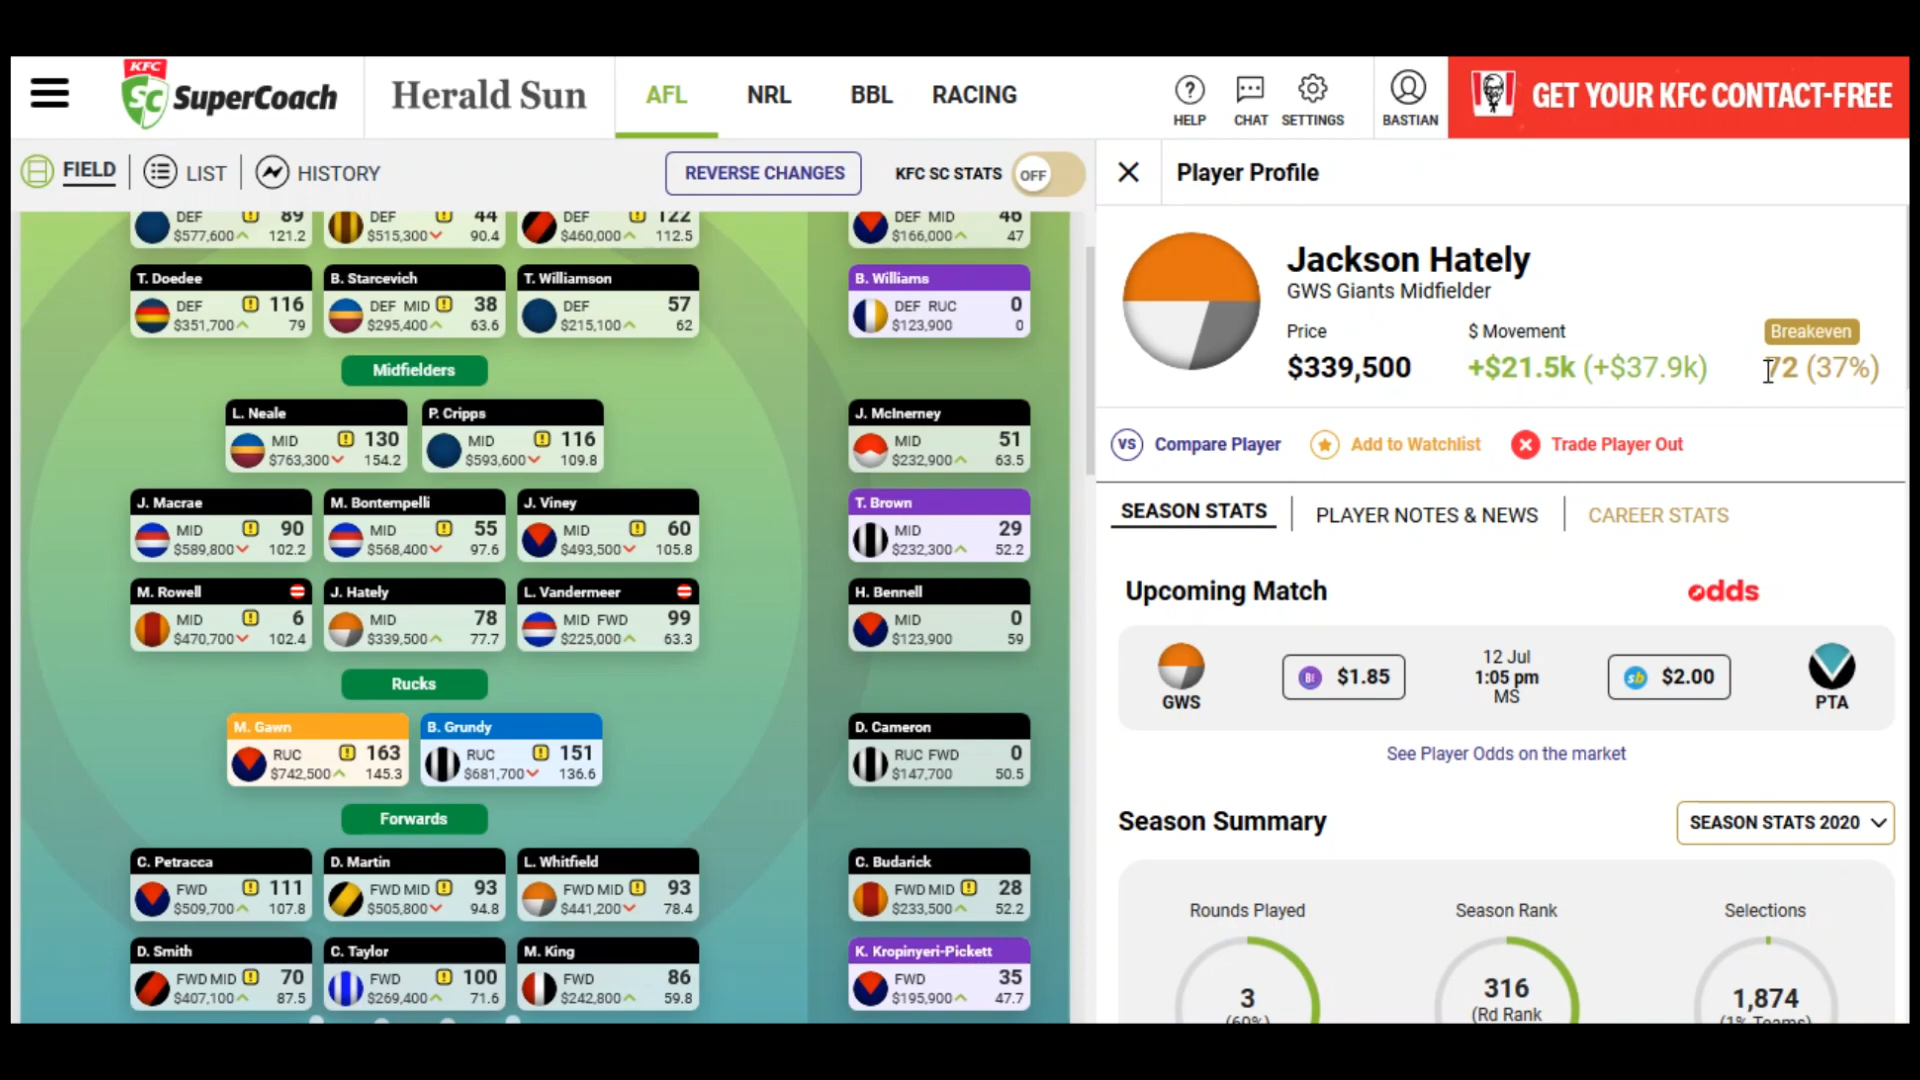 KFC
SC SuperCoach
Herald Sun
AFL
NRL
BBL
RACING
HELP
CHAT
SETTINGS
BASTIAN
GET YOUR KFC CONTACT-FREE
FIELD
LIST
HISTORY
REVERSE CHANGES
KFC SC STATS
OFF
DEF 89
$577,600 121.2
DEF 44
$515,300 90.4
DEF 122
$460,000 112.5
DEF MID 46
$166,000 47
T. Doedee
DEF 116
$351,700 79
B. Starcevich
DEF MID 38
$295,400 63.6
T. Williamson
DEF 57
$215,100 62
B. Williams
DEF RUC 0
$123,900 0
Midfielders
L. Neale
MID 130
$763,300 154.2
P. Cripps
MID 116
$593,600 109.8
J. McInerney
MID 51
$232,900 63.5
J. Macrae
MID 90
$589,800 102.2
M. Bontempelli
MID 55
$568,400 97.6
J. Viney
MID 60
$493,500 105.8
T. Brown
MID 29
$232,300 52.2
M. Rowell
MID 6
$470,700 102.4
J. Hately
MID 78
$339,500 77.7
L. Vandermeer
MID FWD 99
$225,000 63.3
H. Bennell
MID 0
$123,900 59
Rucks
M. Gawn
RUC 163
$742,500 145.3
B. Grundy
RUC 151
$681,700 136.6
D. Cameron
RUC FWD 0
$147,700 50.5
Forwards
C. Petracca
FWD 111
$509,700 107.8
D. Martin
FWD MID 93
$505,800 94.8
L. Whitfield
FWD MID 93
$441,200 78.4
C. Budarick
FWD MID 28
$233,500 52.2
D. Smith
FWD MID 70
$407,100 87.5
C. Taylor
FWD 100
$269,400 71.6
M. King
FWD 86
$242,800 59.8
K. Kropinyeri-Pickett
FWD 35
$195,900 47.7
Player Profile
Jackson Hately
GWS Giants Midfielder
Price
$ Movement
Breakeven
$339,500
+$21.5k (+$37.9k)
72 (37%)
VS Compare Player
Add to Watchlist
Trade Player Out
SEASON STATS
PLAYER NOTES & NEWS
CAREER STATS
Upcoming Match
odds
GWS
B! $1.85
12 Jul
1:05 pm
MS
sb $2.00
PTA
See Player Odds on the market
Season Summary
SEASON STATS 2020
Rounds Played
Season Rank
Selections
3
(60%)
316
(Rd Rank
1,874
(1% Teams)